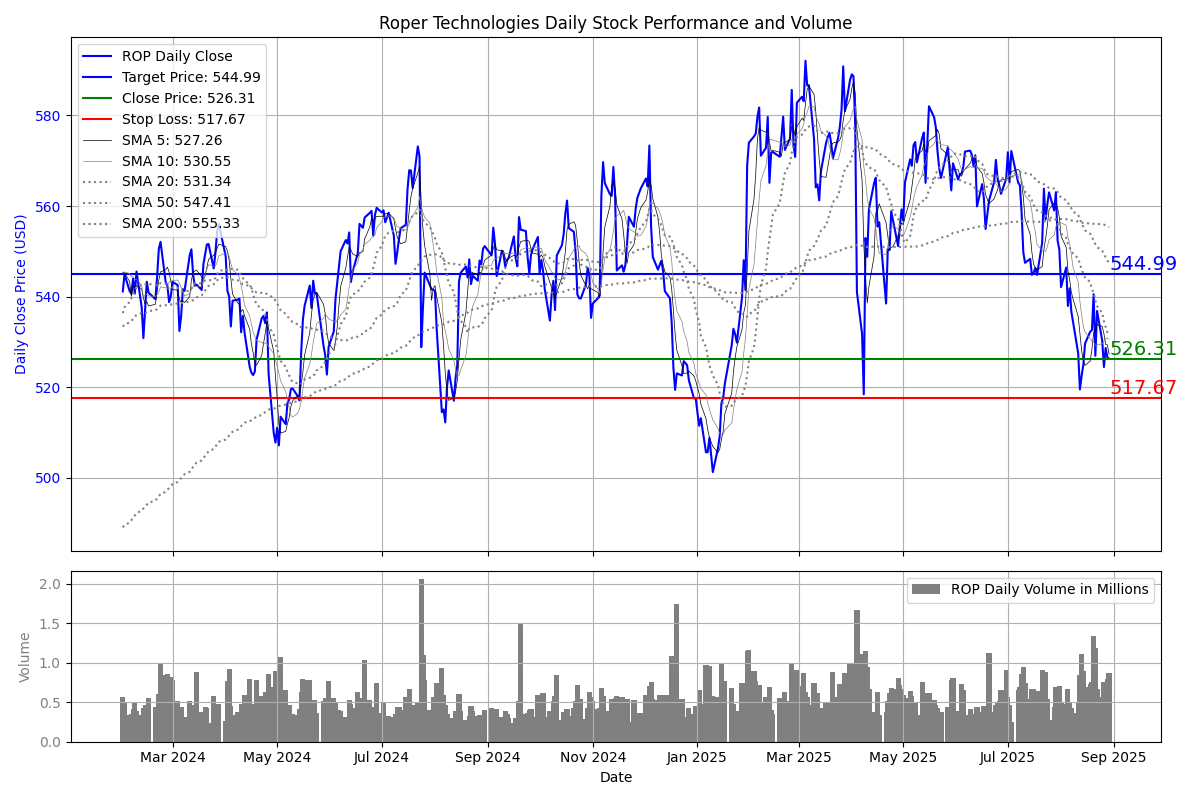 Roper Technologies Daily Stock Performance and Volume
Daily Close Price (USD)
580
560
540
520
500
ROP Daily Close
Target Price: 544.99
Close Price: 526.31
Stop Loss: 517.67
SMA 5: 527.26
SMA 10: 530.55
SMA 20: 531.34
SMA 50: 547.41
SMA 200: 555.33
544.99
526.31
517.67
Volume
2.0
1.5
1.0
0.5
0.0
ROP Daily Volume in Millions
Mar 2024 May 2024 Jul 2024 Sep 2024 Nov 2024 Jan 2025 Mar 2025 May 2025 Jul 2025 Sep 2025
Date